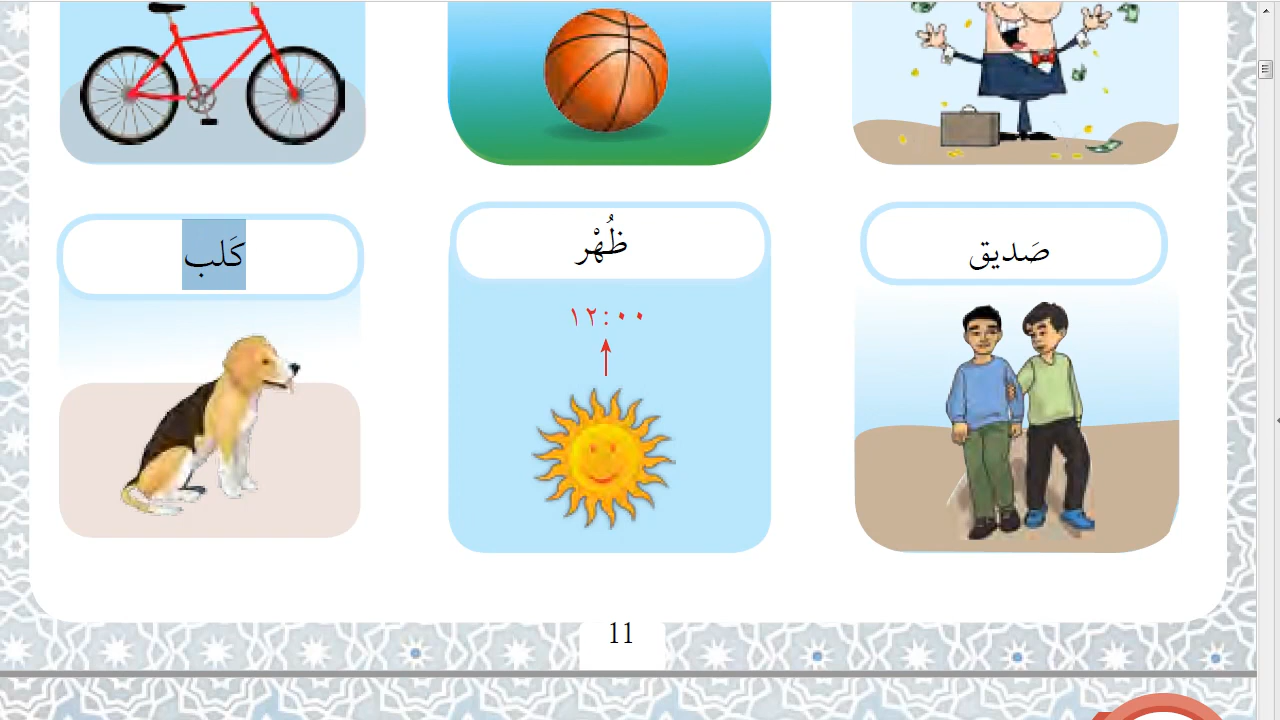 صَديق
ظُهْر
كَلب
١٢:٠٠
11